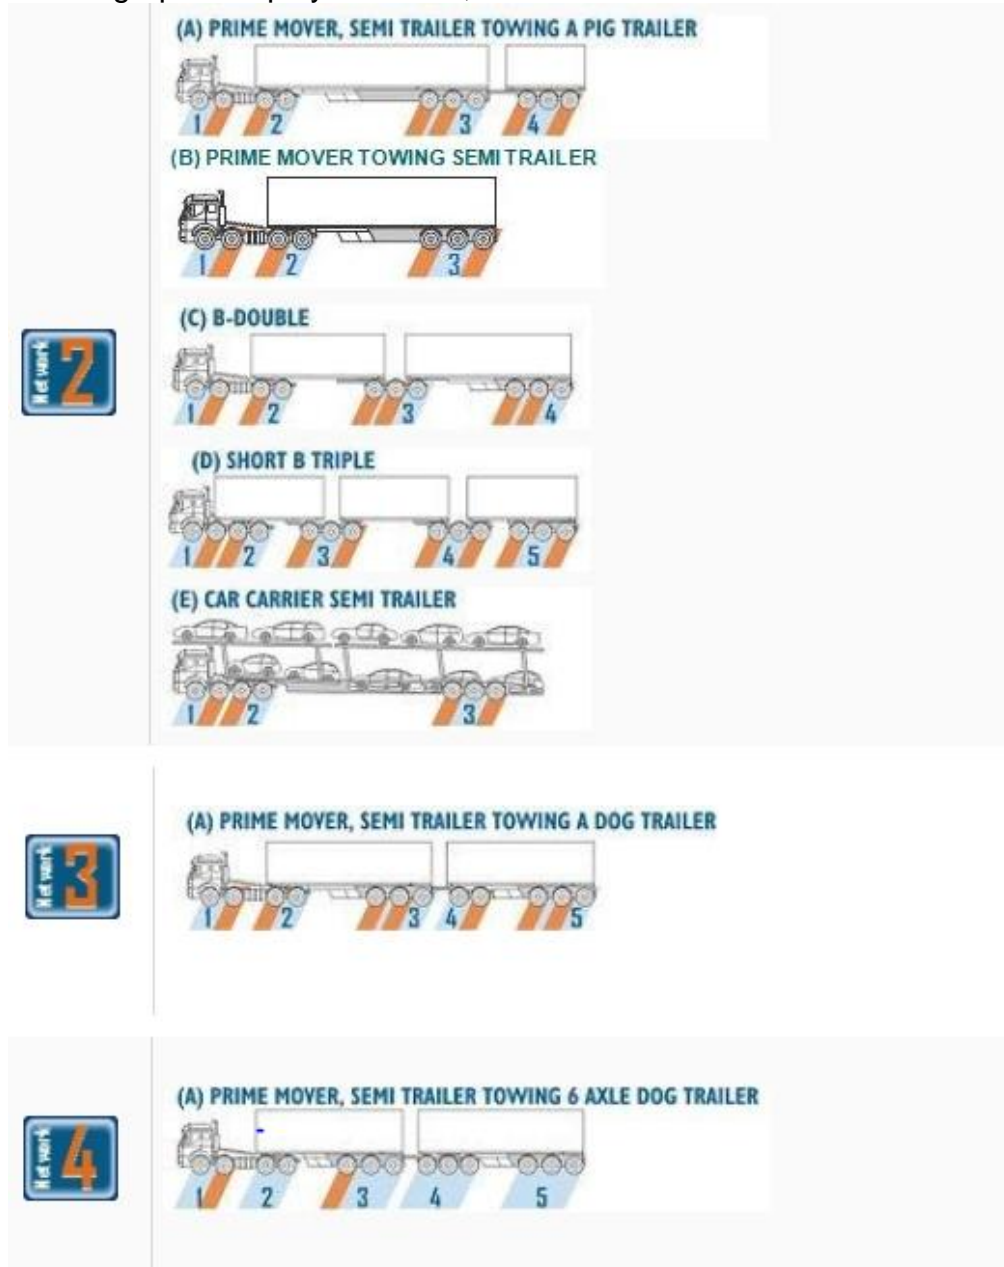 (A) PRIME MOVER, SEMI TRAILER TOWING A PIG TRAILER
1 2 3 4
(B) PRIME MOVER TOWING SEMI TRAILER
1 2 3
Network 2
(C) B-DOUBLE
1 2 3 4
(D) SHORT B TRIPLE
1 2 3 4 5
(E) CAR CARRIER SEMI TRAILER
1 2 3
Network 3
(A) PRIME MOVER, SEMI TRAILER TOWING A DOG TRAILER
1 2 3 4 5
Network 4
(A) PRIME MOVER, SEMI TRAILER TOWING 6 AXLE DOG TRAILER
1 2 3 4 5